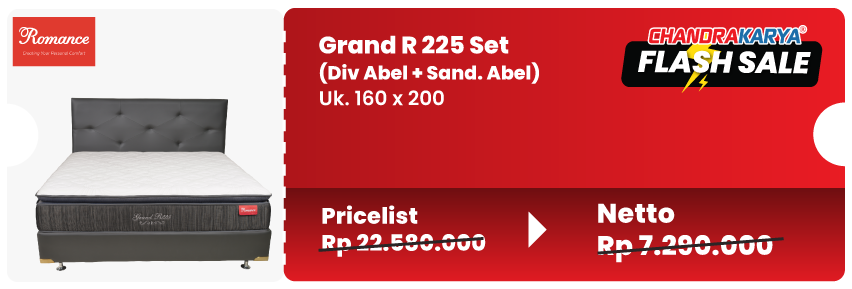 Romance
Creating Your Personal Comfort
Grand R 225 Set
(Div Abel + Sand. Abel)
Uk. 160 x 200
CHANDRAKARYA®
FLASH SALE
Romance
Pricelist
Rp 22.580.000
Netto
Rp 7.290.000